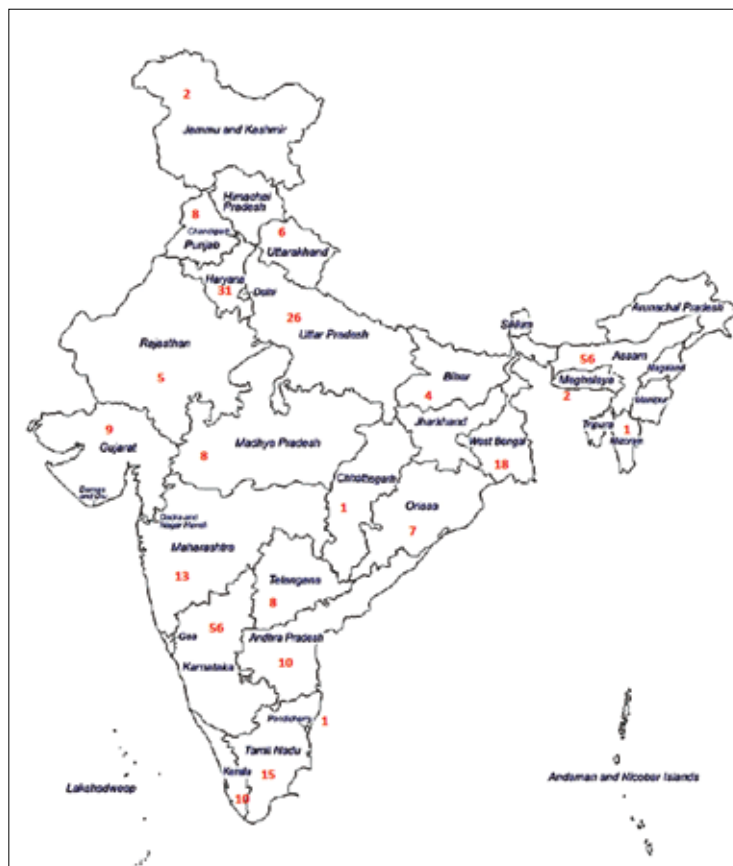 2
Jammu and Kashmir
Himachal
Pradesh
8
Chandigarh
Punjab
6
Uttarakhand
Haryana
31
Delhi
26
Uttar Pradesh
Rajasthan
5
Sikkim
Arunachal Pradesh
56
Assam
Nagaland
Meghalaya
2
Manipur
Tripura
1
Mizoram
Bihar
4
Jharkhand
West Bengal
18
9
Gujarat
Daman
and Diu
Madhya Pradesh
8
Chhattisgarh
1
Orissa
7
Dadra and
Nagar Haveli
Maharashtra
13
Telangana
8
Goa
56
Karnataka
Andhra Pradesh
10
Pondicherry
1
Tamil Nadu
15
Kerala
10
Lakshadweep
Andaman and Nicobar Islands